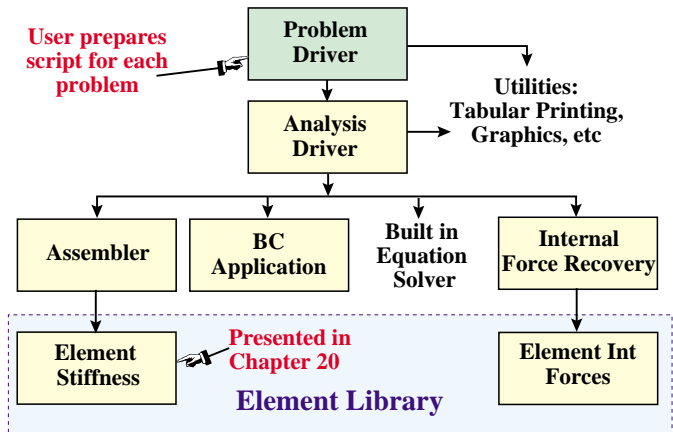 User prepares
script for each
problem
Problem
Driver
Utilities:
Tabular Printing,
Graphics, etc
Analysis
Driver
Assembler
BC
Application
Built in
Equation
Solver
Internal
Force Recovery
Element
Stiffness
Presented in
Chapter 20
Element Int
Forces
Element Library